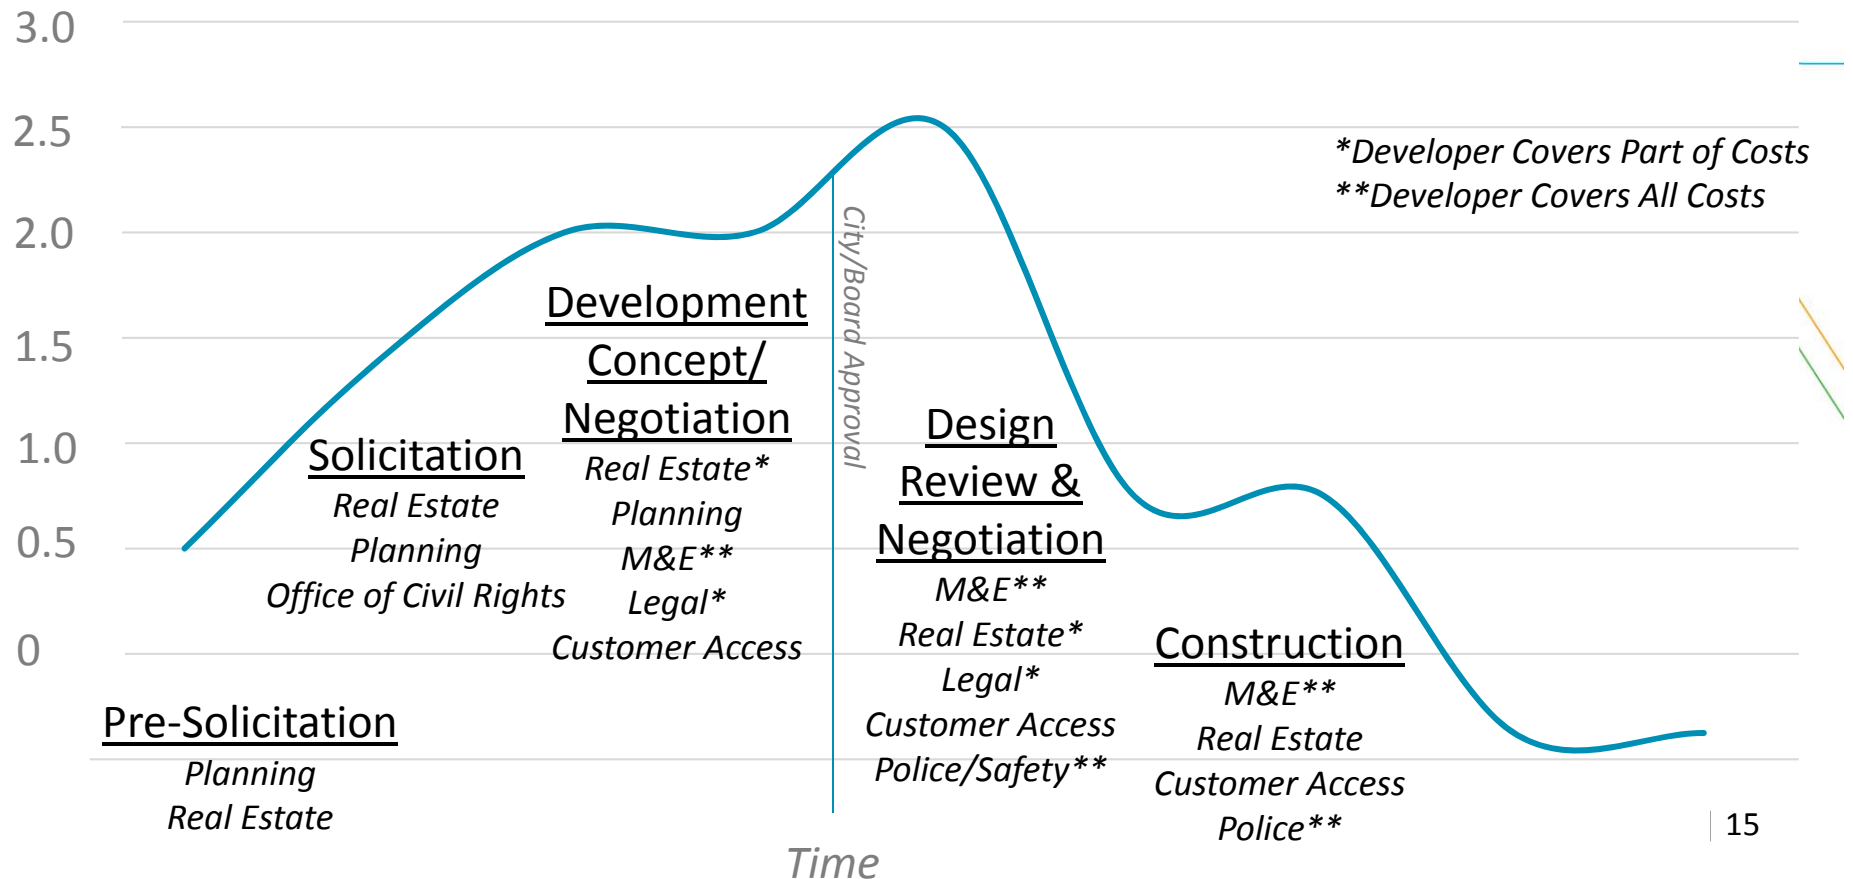 3.0
2.5
2.0
1.5
1.0
0.5
0
*Developer Covers Part of Costs
**Developer Covers All Costs
Pre-Solicitation
Planning
Real Estate
Solicitation
Real Estate
Planning
Office of Civil Rights
Development
Concept/
Negotiation
Real Estate*
Planning
M&E**
Legal*
Customer Access
City/Board Approval
Design
Review &
Negotiation
M&E**
Real Estate*
Legal*
Customer Access
Police/Safety**
Construction
M&E**
Real Estate
Customer Access
Police**
Time
15